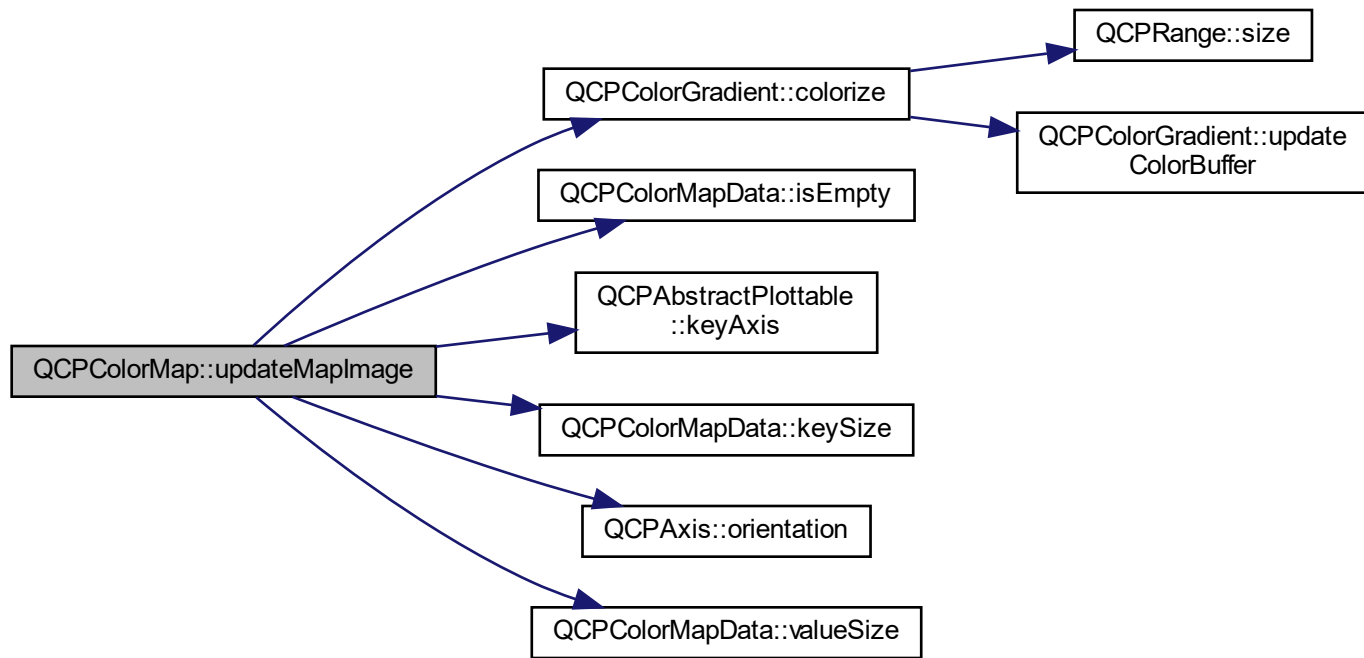 QCPRange::size
QCPColorGradient::colorize
QCPColorGradient::update
ColorBuffer
QCPColorMapData::isEmpty
QCPAbstractPlottable
::keyAxis
QCPColorMap::updateMapImage
QCPColorMapData::keySize
QCPAxis::orientation
QCPColorMapData::valueSize